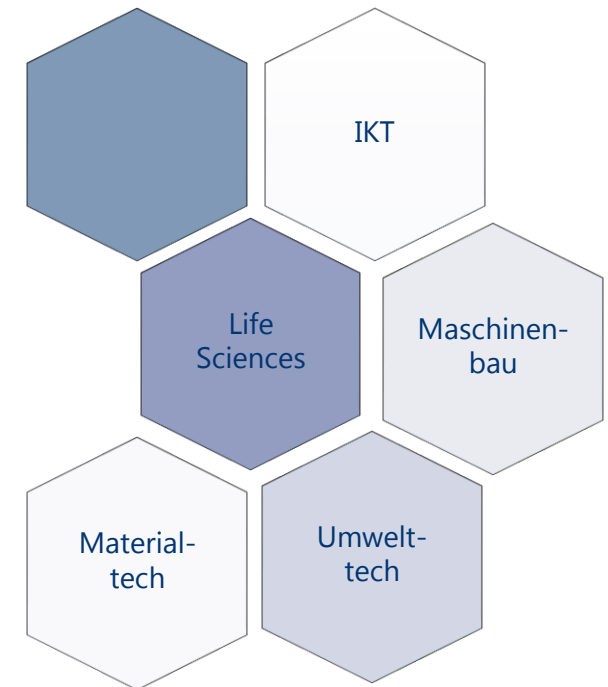 IKT
Life
Sciences
Maschinen-
bau
Material-
tech
Umwelt-
tech